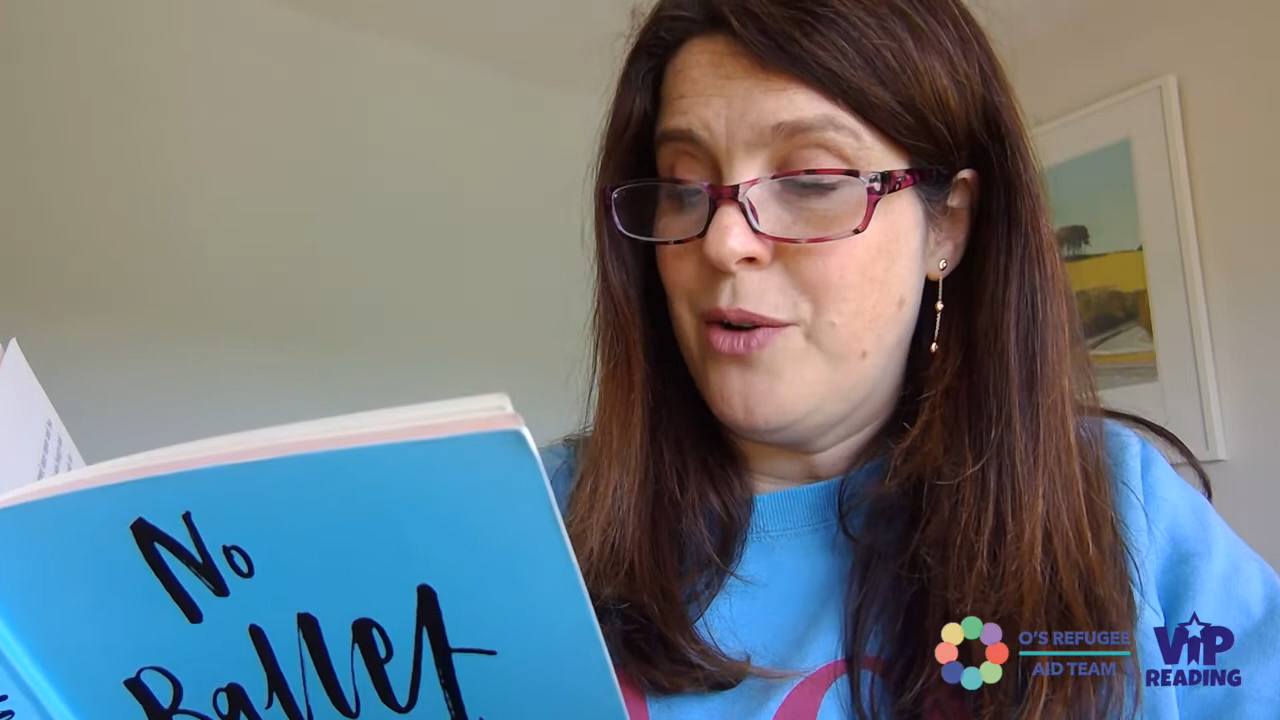 No
Ballet
O'S REFUGEE
AID TEAM
VIP
READING